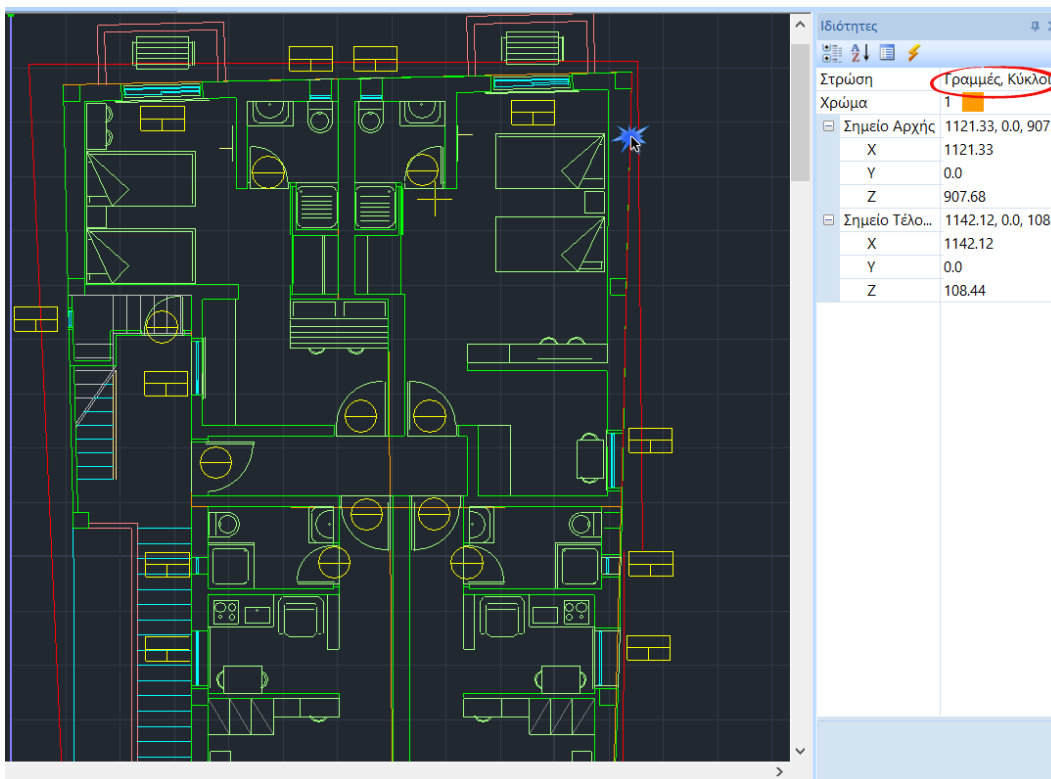 Ιδιότητες
Στρώση Γραμμές, Κύκλοι
Χρώμα 1
Σημείο Αρχής 1121.33, 0.0, 907
X 1121.33
Y 0.0
Z 907.68
Σημείο Τέλο... 1142.12, 0.0, 108
X 1142.12
Y 0.0
Z 108.44